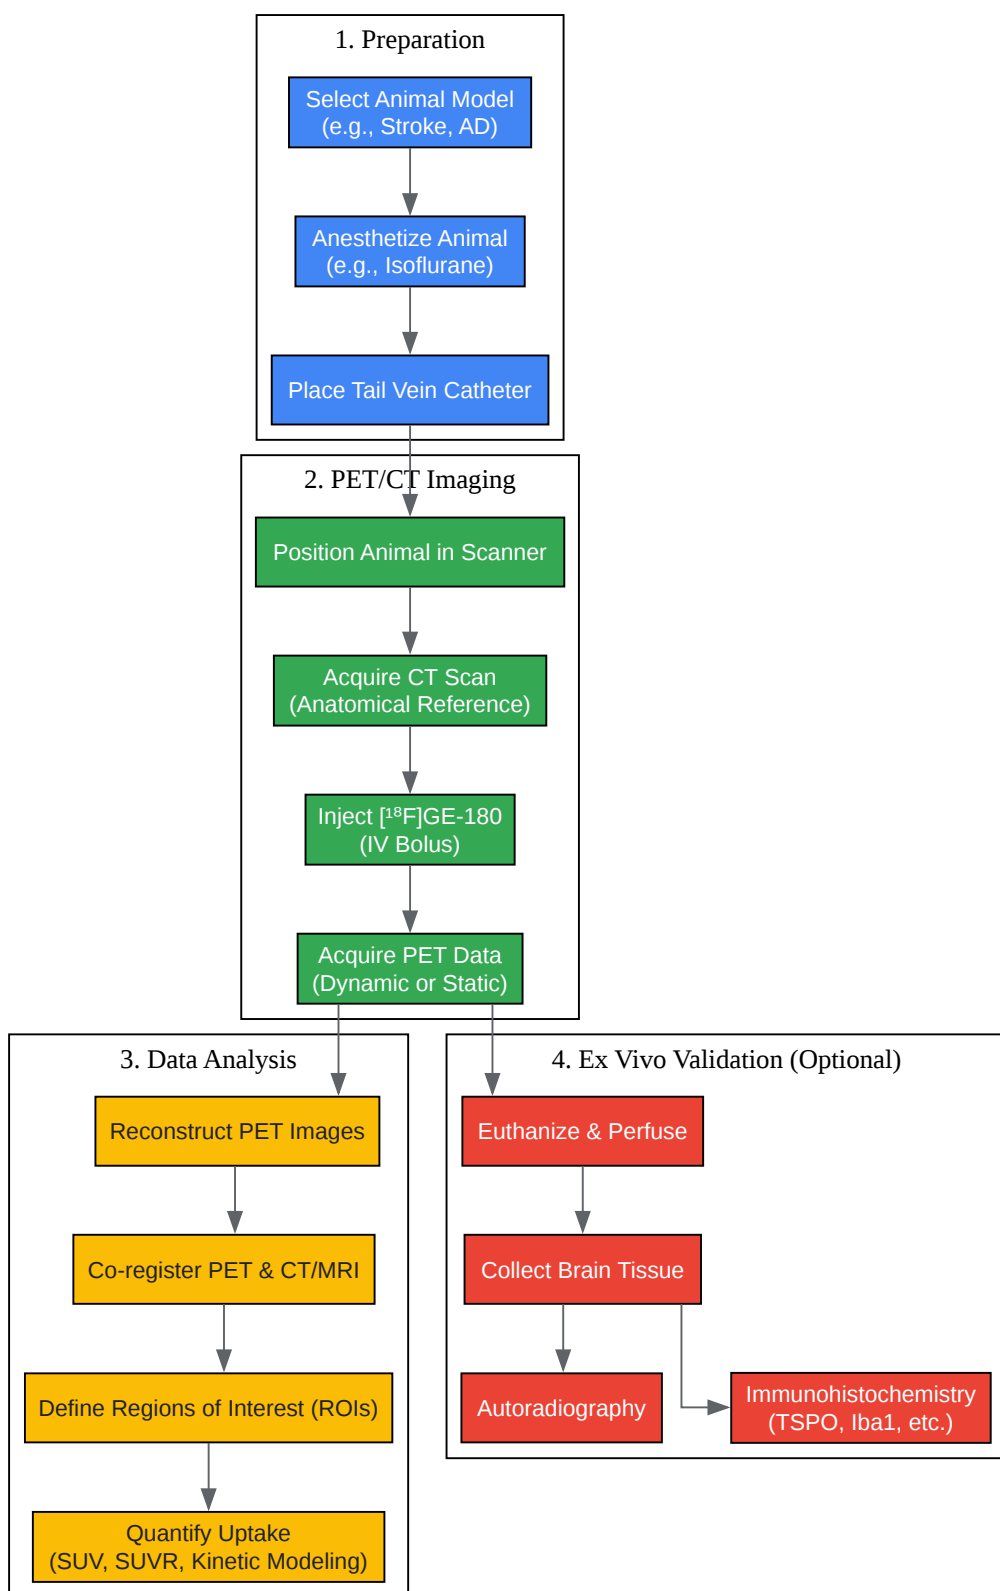 1. Preparation
Select Animal Model
(e.g., Stroke, AD)
Anesthetize Animal
(e.g., Isoflurane)
Place Tail Vein Catheter
2. PET/CT Imaging
Position Animal in Scanner
Acquire CT Scan
(Anatomical Reference)
Inject [¹⁸F]GE-180
(IV Bolus)
Acquire PET Data
(Dynamic or Static)
3. Data Analysis
Reconstruct PET Images
Co-register PET & CT/MRI
Define Regions of Interest (ROIs)
Quantify Uptake
(SUV, SUVR, Kinetic Modeling)
4. Ex Vivo Validation (Optional)
Euthanize & Perfuse
Collect Brain Tissue
Autoradiography
Immunohistochemistry
(TSPO, Iba1, etc.)